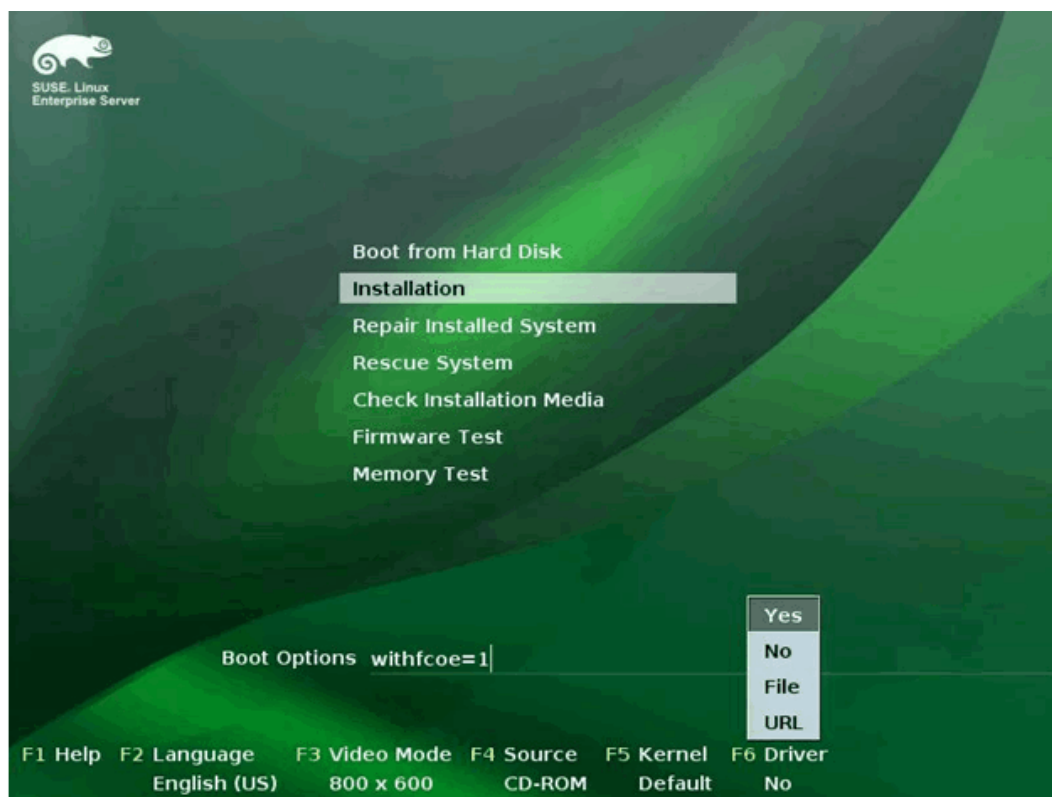 SUSE. Linux
Enterprise Server
Boot from Hard Disk
Installation
Repair Installed System
Rescue System
Check Installation Media
Firmware Test
Memory Test
Yes
No
File
URL
Boot Options withfcoe=1
F1 Help F2 Language F3 Video Mode F4 Source F5 Kernel F6 Driver
English (US) 800 x 600 CD-ROM Default No